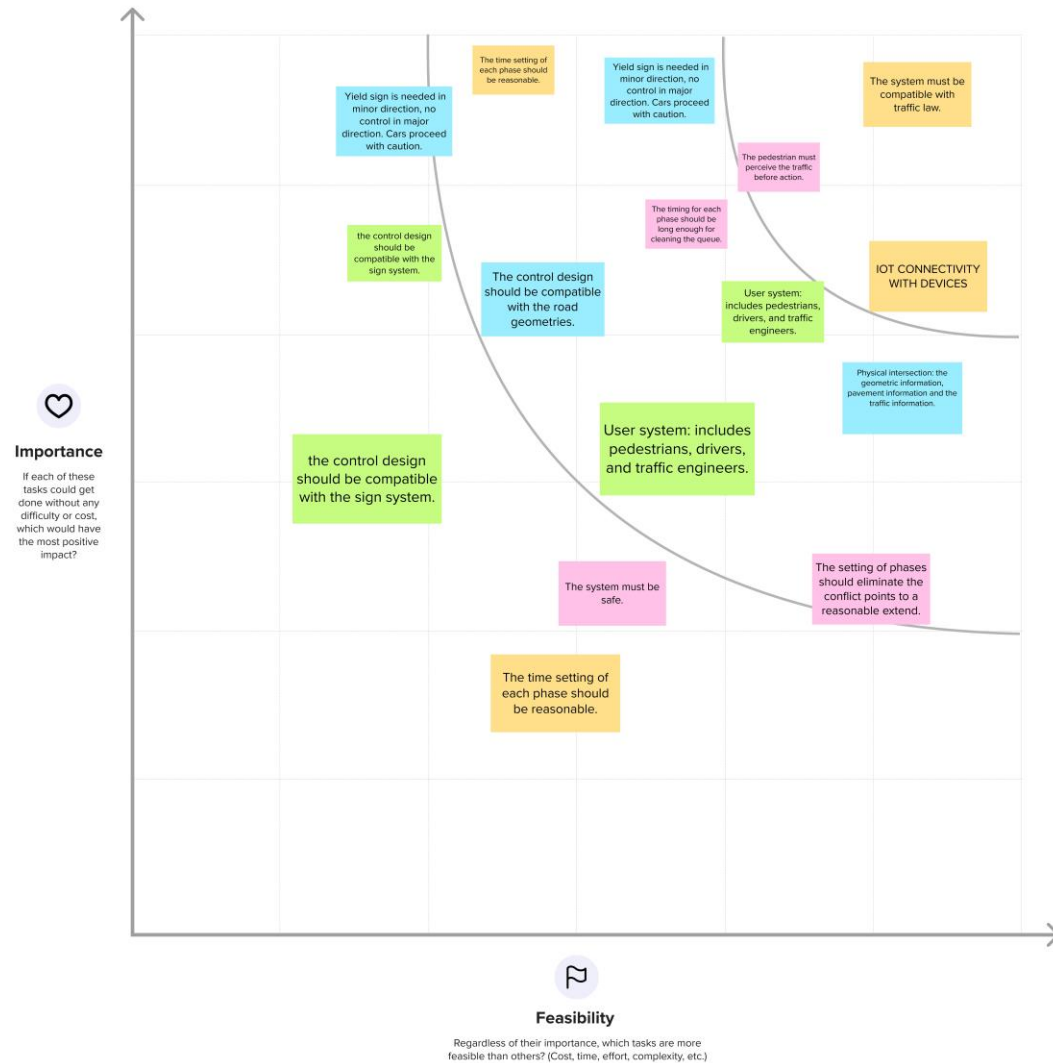 The time setting of
each phase should
be reasonable.
Yield sign is needed in
minor direction, no
control in major
direction. Cars proceed
with caution.
Yield sign is needed in
minor direction, no
control in major
direction. Cars proceed
with caution.
The system must be
compatible with
traffic law.
The pedestrian must
perceive the traffic
before action.
The timing for each
phase should be
long enough for
cleaning the queue.
the control design
should be
compatible with the
sign system.
The control design
should be compatible
with the road
geometries.
IOT CONNECTIVITY
WITH DEVICES
User system:
includes pedestrians,
drivers, and traffic
engineers.
Physical intersection: the
geometric information,
pavement information and the
traffic information.
Importance
If each of these
tasks could get
done without any
difficulty or cost,
which would have
the most positive
impact?
the control design
should be compatible
with the sign system.
User system: includes
pedestrians, drivers,
and traffic engineers.
The system must be
safe.
The setting of phases
should eliminate the
conflict points to a
reasonable extend.
The time setting of
each phase should
be reasonable.
Feasibility
Regardless of their importance, which tasks are more
feasible than others? (Cost, time, effort, complexity, etc.)